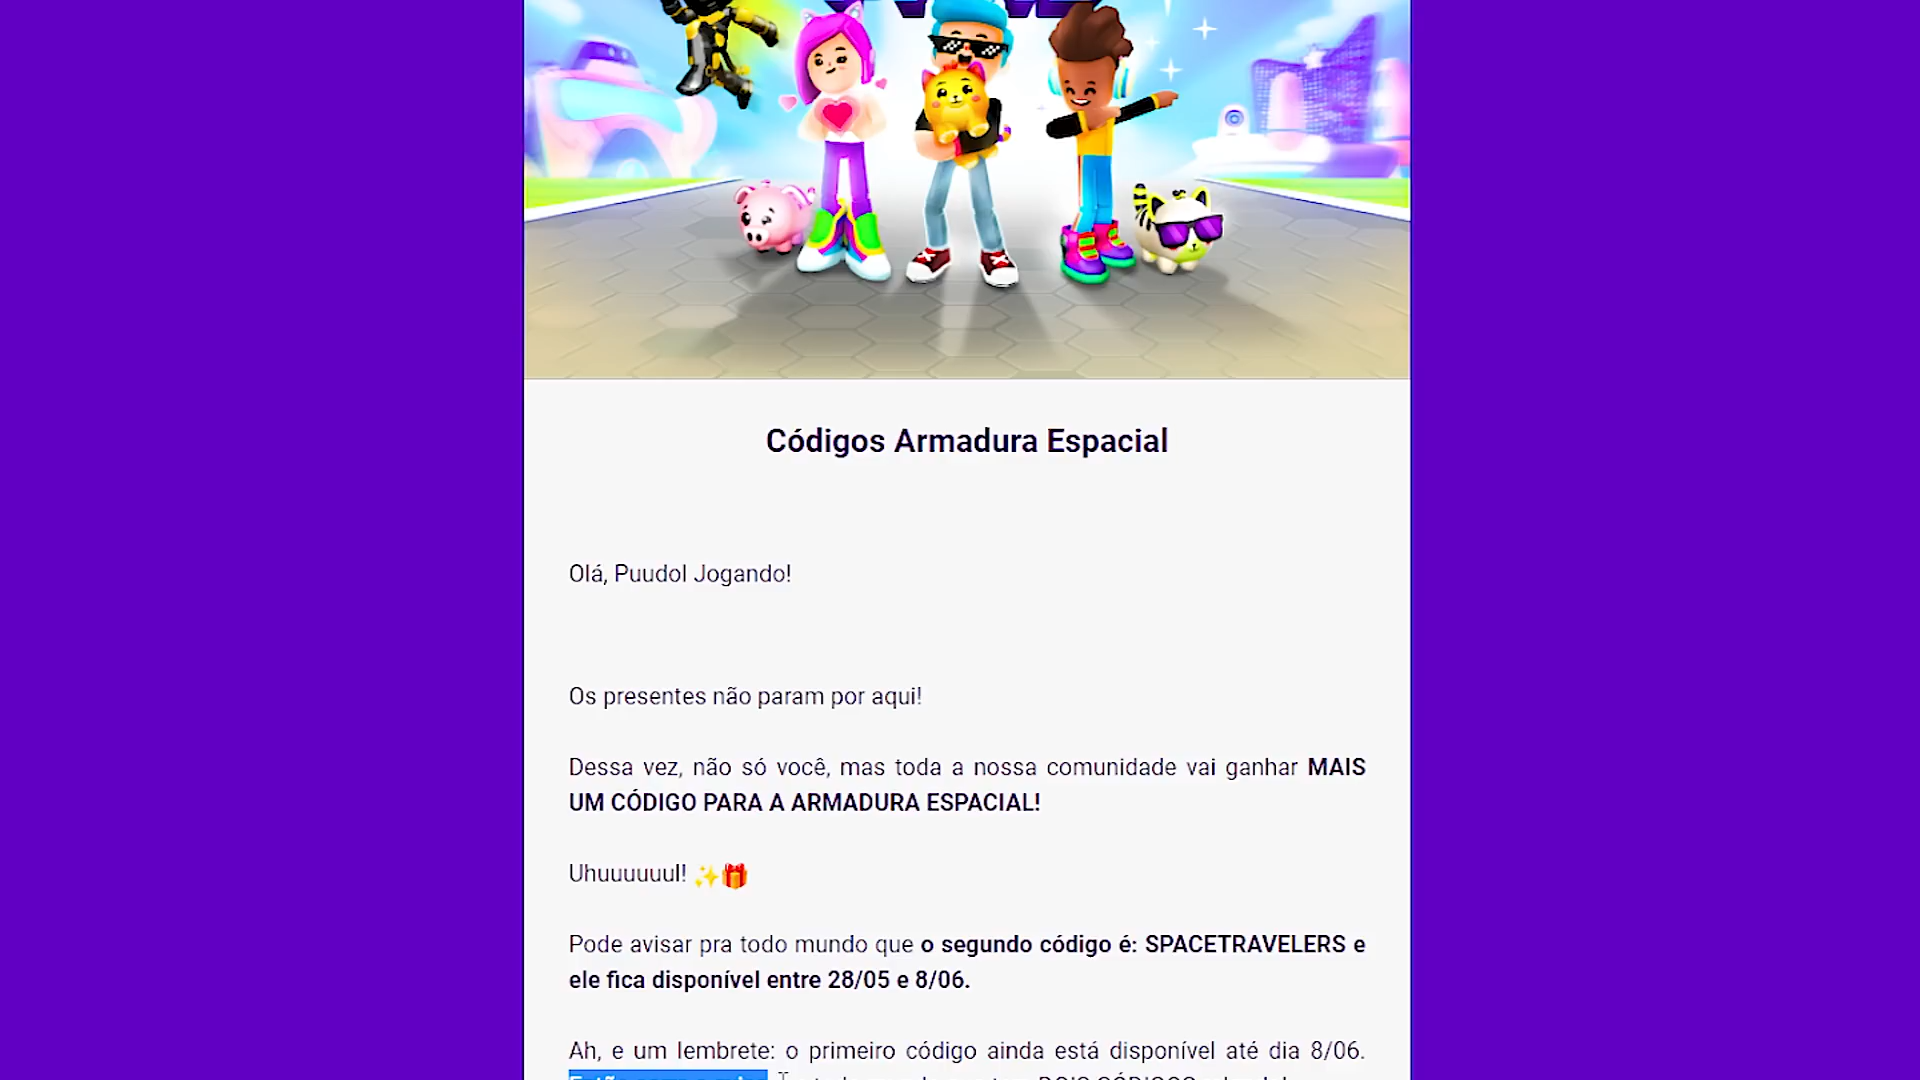 Códigos Armadura Espacial
Olá, Puudol Jogando!
Os presentes não param por aqui!
Dessa vez, não só você, mas toda a nossa comunidade vai ganhar MAIS
UM CÓDIGO PARA A ARMADURA ESPACIAL!
Uhuuuuuul! ✨🎁
Pode avisar pra todo mundo que o segundo código é: SPACETRAVELERS e
ele fica disponível entre 28/05 e 8/06.
Ah, e um lembrete: o primeiro código ainda está disponível até dia 8/06.
DOIS CÓDIGOS